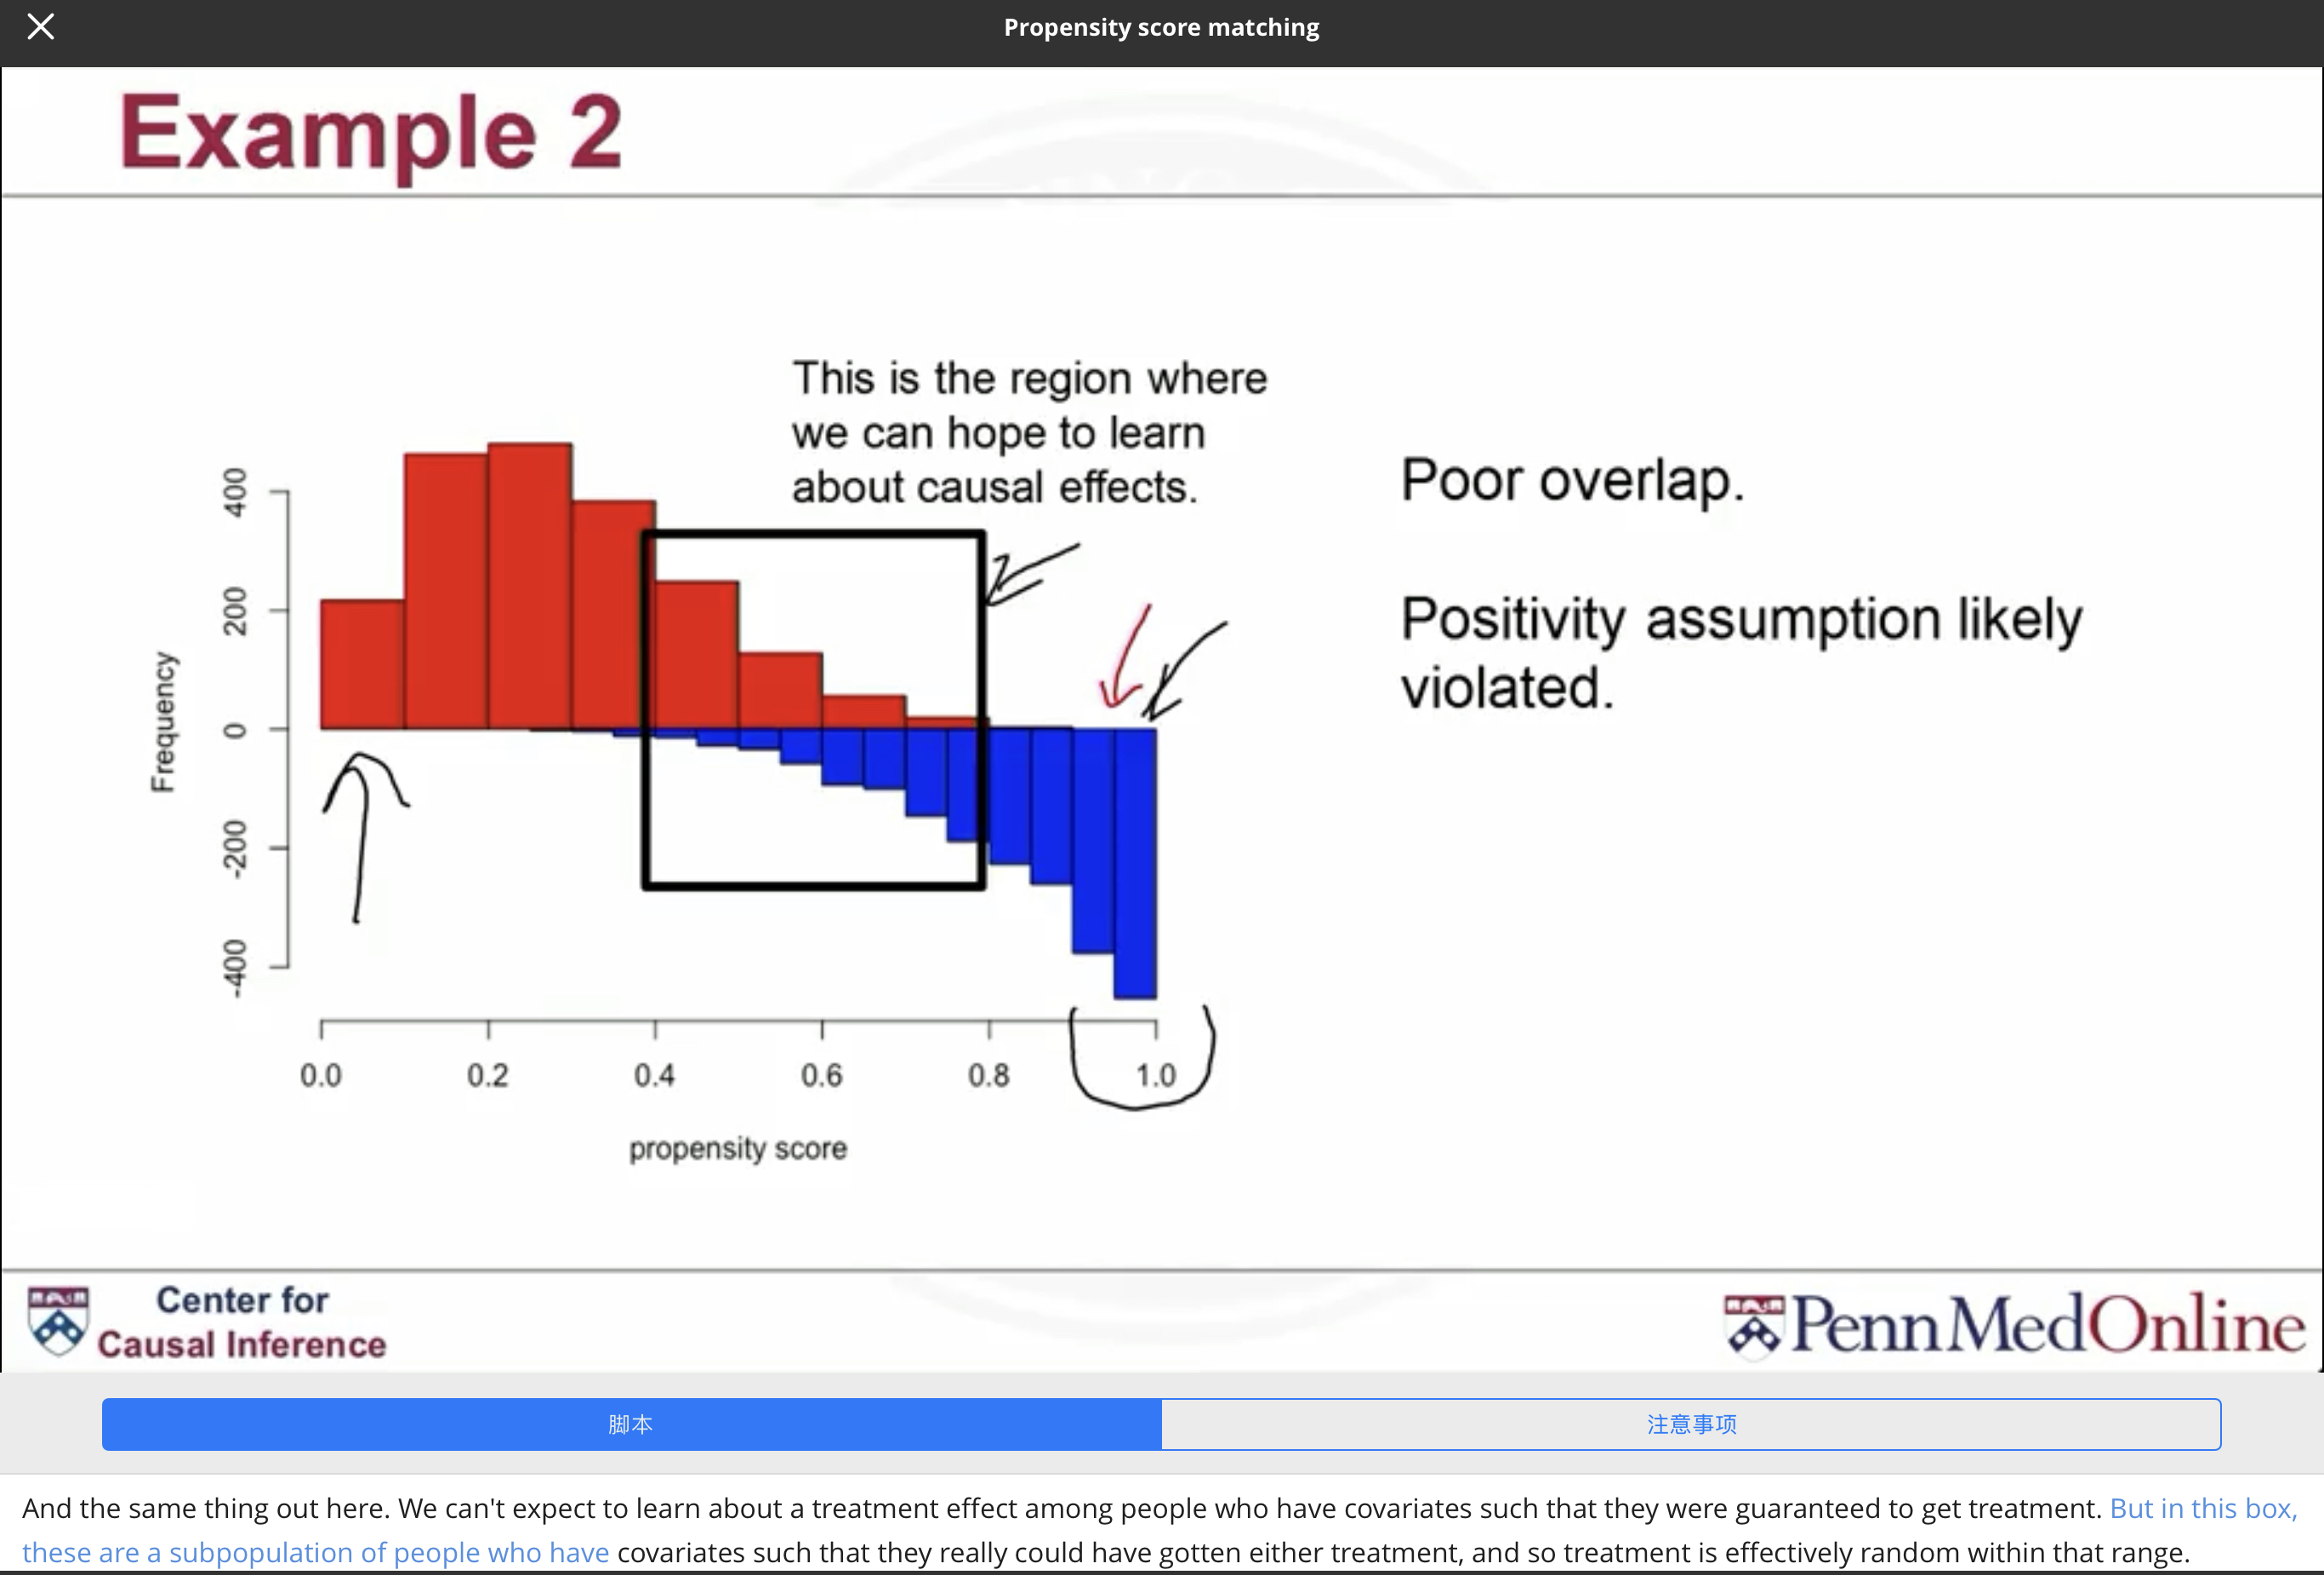 Propensity score matching
Example 2
This is the region where
we can hope to learn
about causal effects.
Poor overlap.
Positivity assumption likely
violated.
Frequency
400
200
0
-200
-400
0.0 0.2 0.4 0.6 0.8 1.0
propensity score
Center for
Causal Inference
PennMedOnline
脚本
注意事项
And the same thing out here. We can't expect to learn about a treatment effect among people who have covariates such that they were guaranteed to get treatment. But in this box,
these are a subpopulation of people who have covariates such that they really could have gotten either treatment, and so treatment is effectively random within that range.